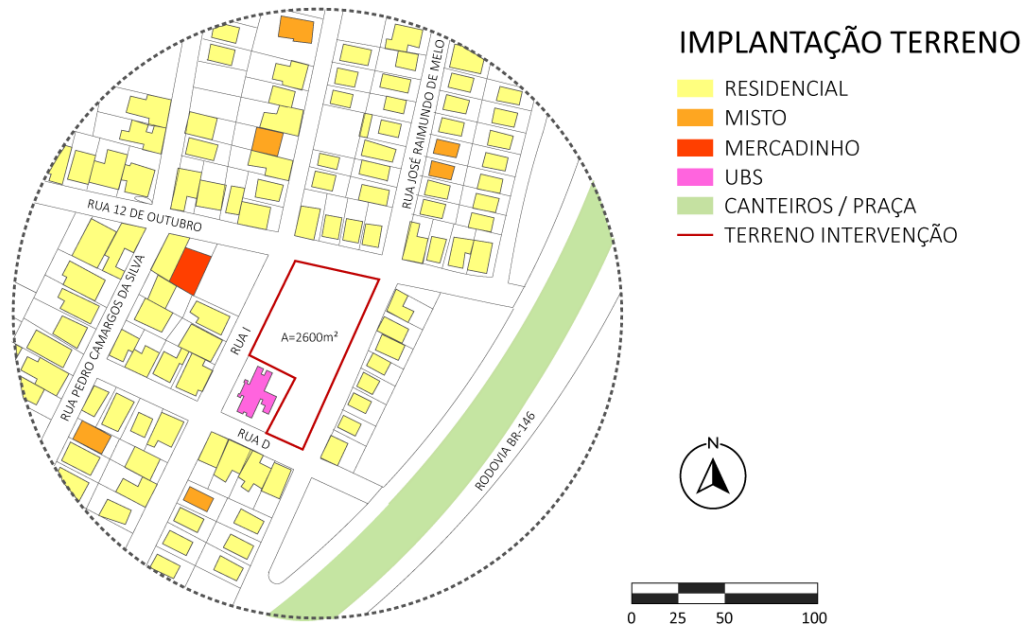 IMPLANTAÇÃO TERRENO
RESIDENCIAL
MISTO
MERCADINHO
UBS
CANTEIROS / PRAÇA
TERRENO INTERVENÇÃO
RUA JOSÉ RAIMUNDO DE MELO
RUA 12 DE OUTUBRO
RUA PEDRO CAMARGOS DA SILVA
RUA I
A=2600m²
RUA D
RODOVIA BR-146
N
0 25 50 100